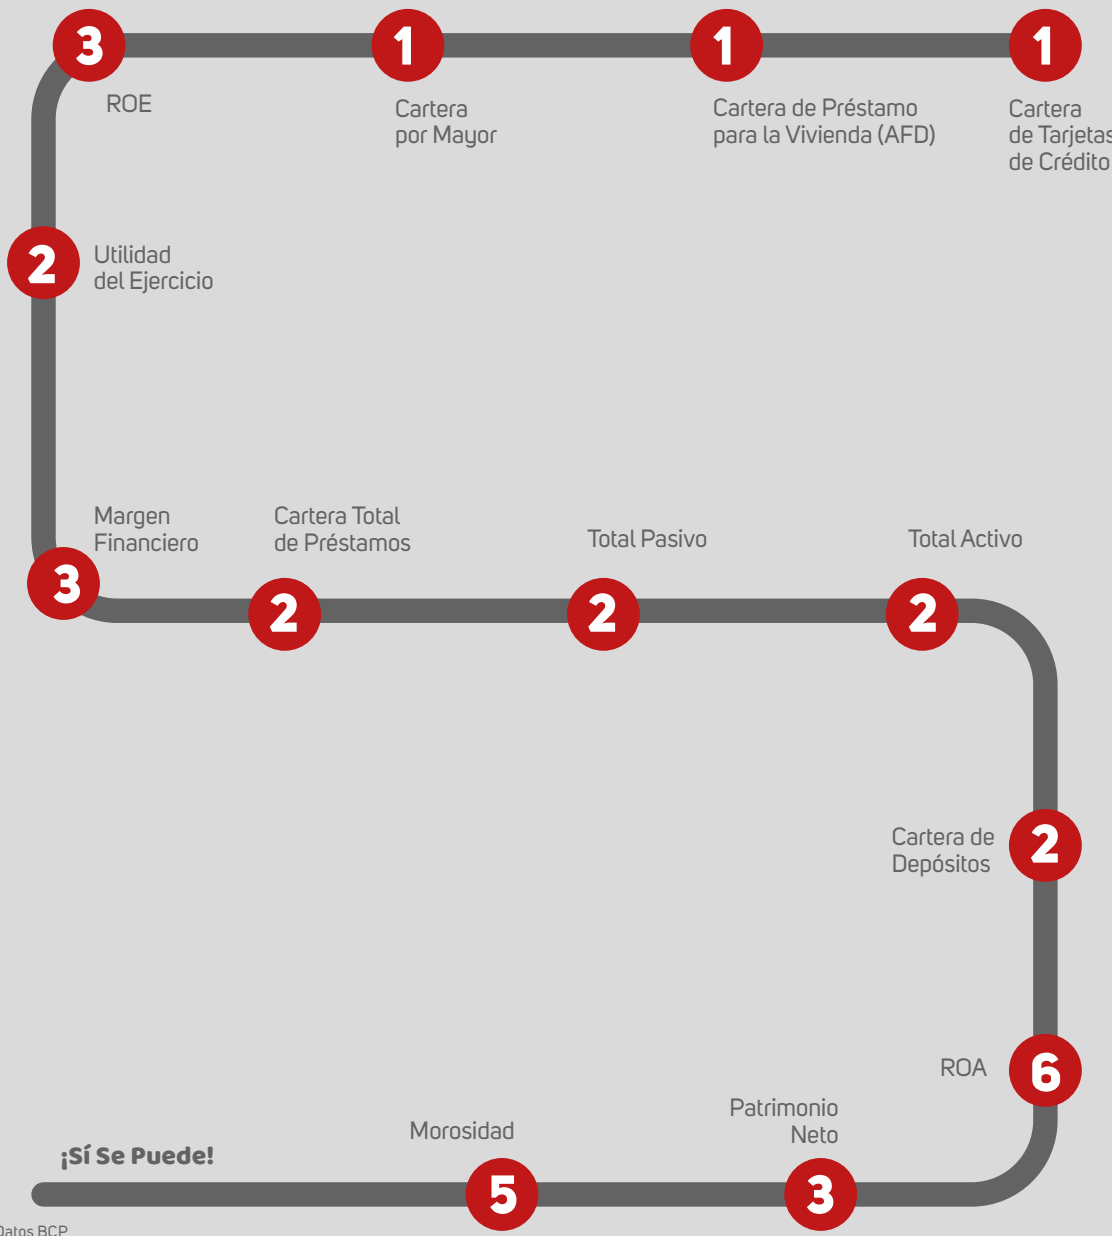 3
1
1
1
ROE
Cartera
por Mayor
Cartera de Préstamo
para la Vivienda (AFD)
Cartera
de Tarjetas
de Crédito
2
Utilidad
del Ejercicio
Margen
Financiero
Cartera Total
de Préstamos
Total Pasivo
Total Activo
3
2
2
2
Cartera de
Depósitos
2
ROA
6
Patrimonio
Neto
Morosidad
¡Sí Se Puede!
5
3
Datos BCP